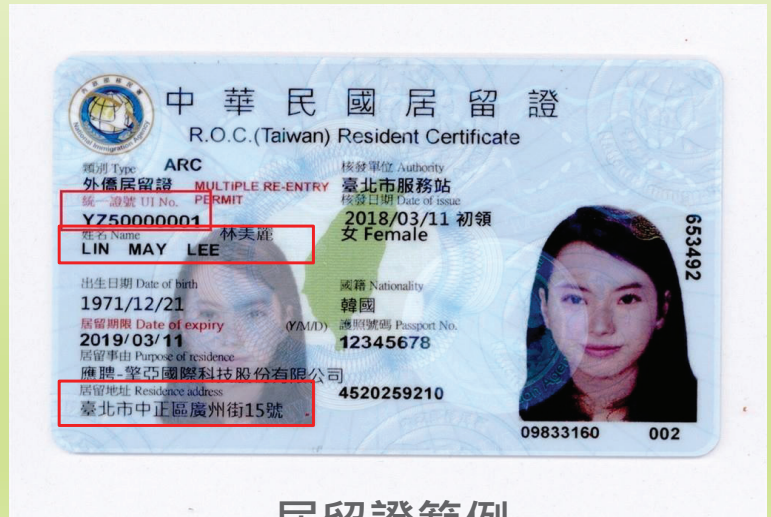 中華民國居留證
R.O.C.(Taiwan) Resident Certificate
類別 Type ARC
外僑居留證 MULTIPLE RE-ENTRY PERMIT
核發單位 Authority
臺北市服務站
統一證號 UI No.
YZ50000001
核發日期 Date of issue
2018/03/11 初領
姓名 Name 林美麗
LIN MAY LEE
女 Female
653492
出生日期 Date of birth
1971/12/21
國籍 Nationality
韓國
居留期限 Date of expiry (Y/M/D)
2019/03/11
護照號碼 Passport No.
12345678
居留事由 Purpose of residence
應聘-擎亞國際科技股份有限公司
居留地址 Residence address
臺北市中正區廣州街15號
4520259210
09833160 002
居留證範例